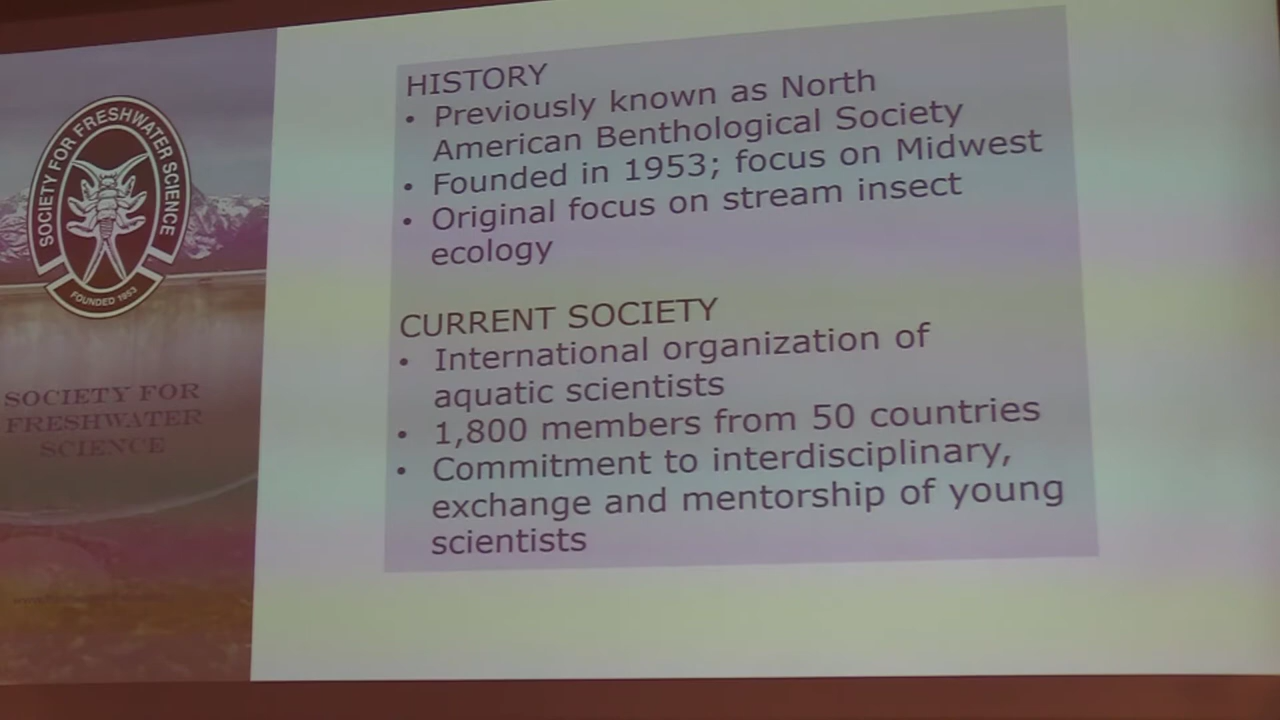 SOCIETY FOR FRESHWATER SCIENCE
FOUNDED 1953
SOCIETY FOR
FRESHWATER
SCIENCE
HISTORY
• Previously known as North
American Benthological Society
• Founded in 1953; focus on Midwest
• Original focus on stream insect
ecology
CURRENT SOCIETY
• International organization of
aquatic scientists
• 1,800 members from 50 countries
• Commitment to interdisciplinary,
exchange and mentorship of young
scientists